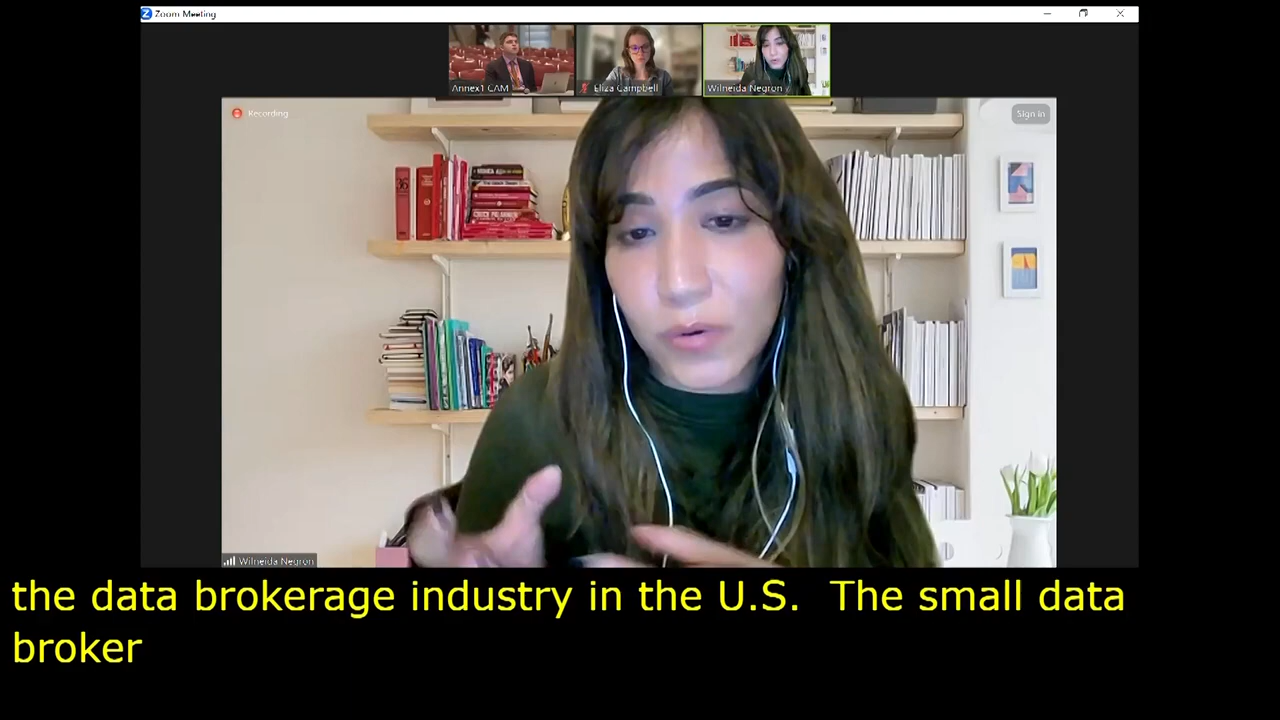 Zoom Meeting
Annex1 CAM
Eliza Campbell
Wilneida Negron
Recording
Sign in
Wilneida Negron
the data brokerage industry in the U.S.  The small data
broker